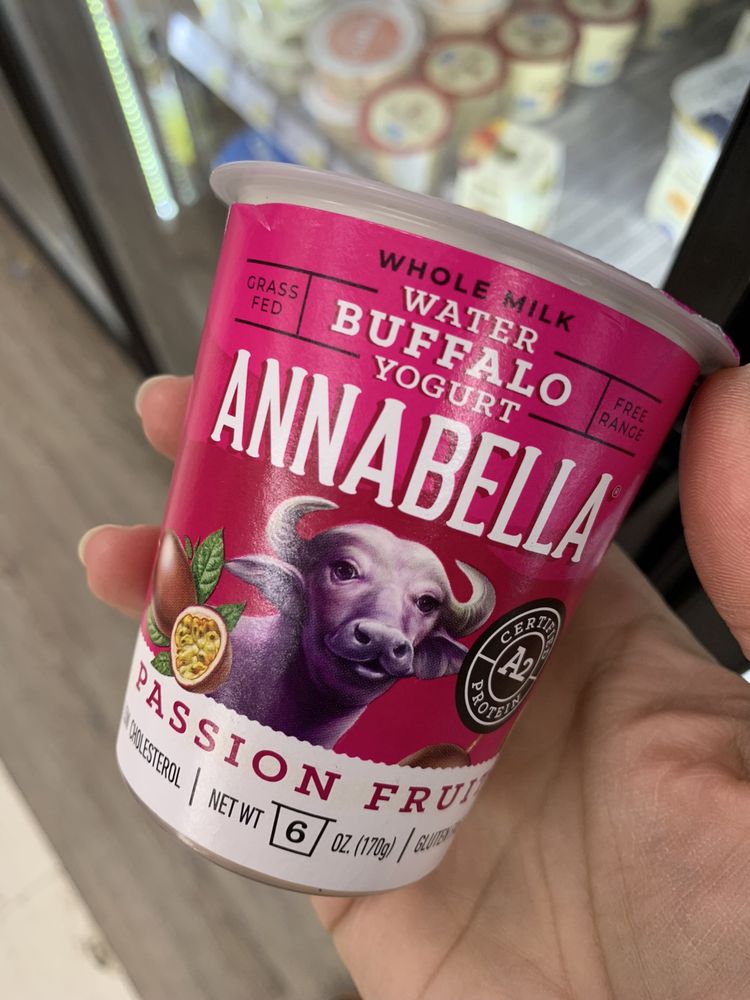 WHOLE MILK
WATER
BUFFALO
YOGURT
GRASS
FED
FREE
RANGE
ANNABELLA®
CERTIFIED
A2
PROTEIN
PASSION FRUIT
CHOLESTEROL | NET WT 6 OZ. (170g) |